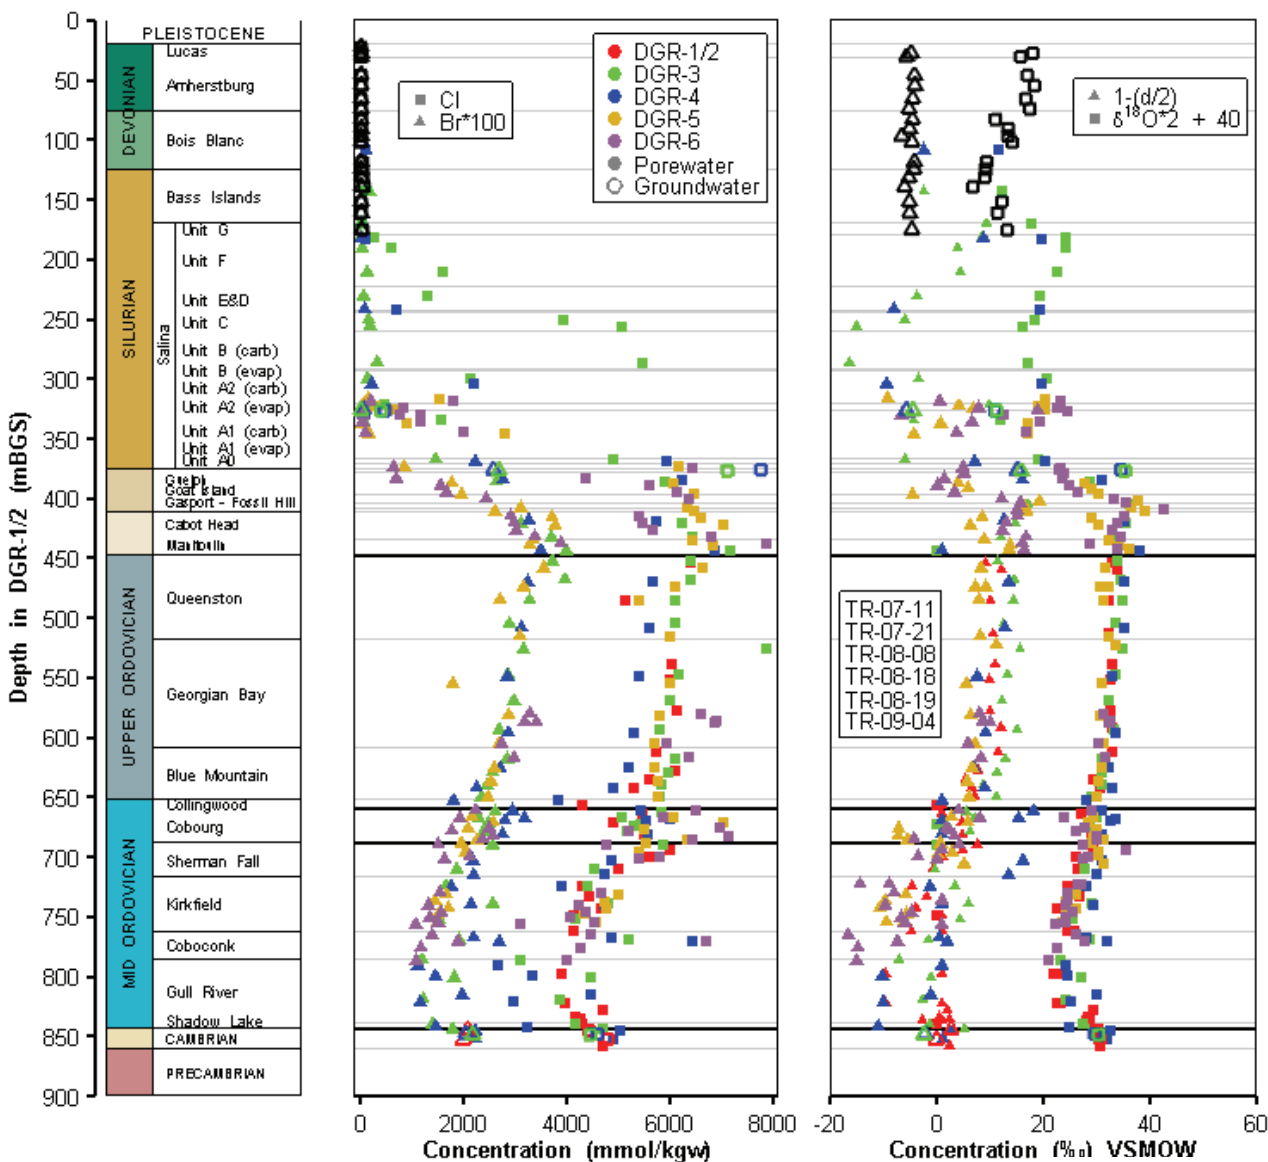 Depth in DGR-1/2 (mBGS)
0
50
100
150
200
250
300
350
400
450
500
550
600
650
700
750
800
850
900
PLEISTOCENE
DEVONIAN
Lucas
Amherstburg
Bois Blanc
SILURIAN
Bass Islands
Salina
Unit G
Unit F
Unit E&D
Unit C
Unit B (carb)
Unit B (evap)
Unit A2 (carb)
Unit A2 (evap)
Unit A1 (carb)
Unit A1 (evap)
Unit A0
Guelph
Goat Island
Gasport - Fossil Hill
Cabot Head
Manitoulin
UPPER ORDOVICIAN
Queenston
Georgian Bay
Blue Mountain
MID ORDOVICIAN
Collingwood
Cobourg
Sherman Fall
Kirkfield
Coboconk
Gull River
Shadow Lake
CAMBRIAN
PRECAMBRIAN
Cl
Br*100
DGR-1/2
DGR-3
DGR-4
DGR-5
DGR-6
Porewater
Groundwater
0 2000 4000 6000 8000
Concentration (mmol/kgw)
1-(d/2)
δ18O*2 + 40
TR-07-11
TR-07-21
TR-08-08
TR-08-18
TR-08-19
TR-09-04
-20 0 20 40 60
Concentration (‰) VSMOW